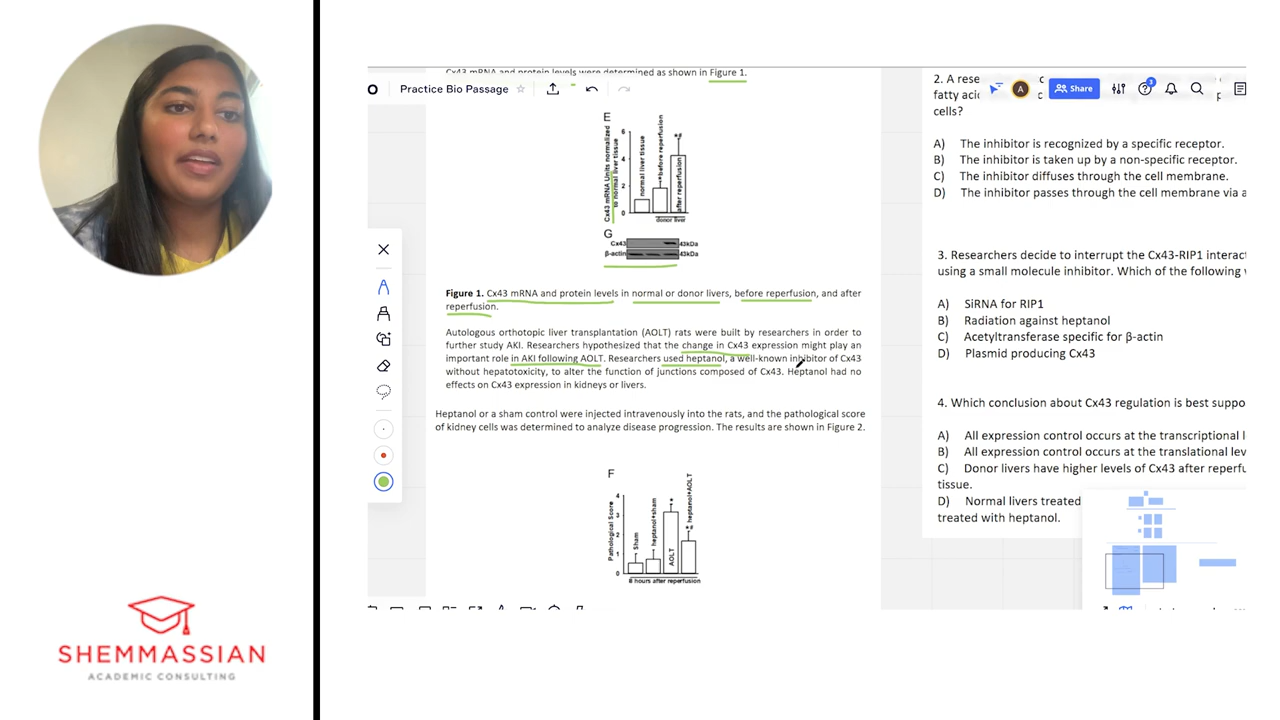 Cx43 mRNA and protein levels were determined as shown in Figure 1.
Practice Bio Passage
A
Share
3
E
Cx43 mRNA Units normalized
to normal liver tissue
6
4
2
0
normal liver tissue
*before reperfusion
*#
after reperfusion
donor liver
G
Cx43
43kDa
β-actin
43kDa
Figure 1. Cx43 mRNA and protein levels in normal or donor livers, before reperfusion, and after
reperfusion.
Autologous orthotopic liver transplantation (AOLT) rats were built by researchers in order to
further study AKI. Researchers hypothesized that the change in Cx43 expression might play an
important role in AKI following AOLT. Researchers used heptanol, a well-known inhibitor of Cx43
without hepatotoxicity, to alter the function of junctions composed of Cx43. Heptanol had no
effects on Cx43 expression in kidneys or livers.
Heptanol or a sham control were injected intravenously into the rats, and the pathological score
of kidney cells was determined to analyze disease progression. The results are shown in Figure 2.
F
Pathological Score
4
3
2
1
0
Sham
heptanol+sham
*
AOLT
*# heptanol+AOLT
8 hours after reperfusion
2. A rese
fatty acid
cells?
A) The inhibitor is recognized by a specific receptor.
B) The inhibitor is taken up by a non-specific receptor.
C) The inhibitor diffuses through the cell membrane.
D) The inhibitor passes through the cell membrane via a
3. Researchers decide to interrupt the Cx43-RIP1 interact
using a small molecule inhibitor. Which of the following
A) SiRNA for RIP1
B) Radiation against heptanol
C) Acetyltransferase specific for β-actin
D) Plasmid producing Cx43
4. Which conclusion about Cx43 regulation is best suppo
A) All expression control occurs at the transcriptional l
B) All expression control occurs at the translational lev
C) Donor livers have higher levels of Cx43 after reperfu
tissue.
D) Normal livers treated
treated with heptanol.
SHEMMASSIAN
ACADEMIC CONSULTING